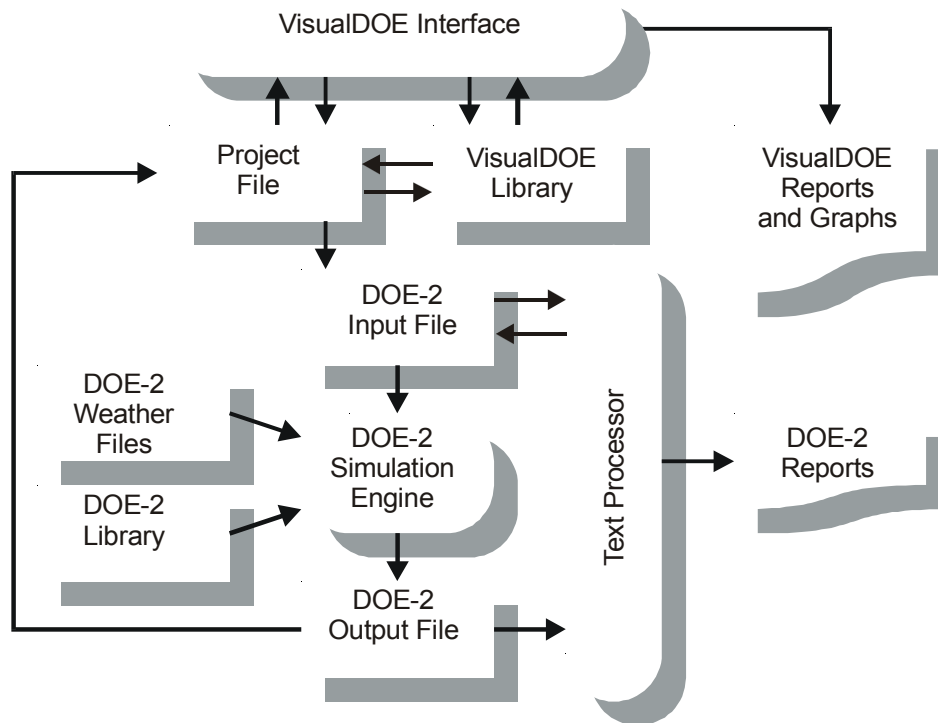 VisualDOE Interface
Project
File
VisualDOE
Library
VisualDOE
Reports
and Graphs
DOE-2
Input File
DOE-2
Weather
Files
DOE-2
Simulation
Engine
Text Processor
DOE-2
Reports
DOE-2
Library
DOE-2
Output File